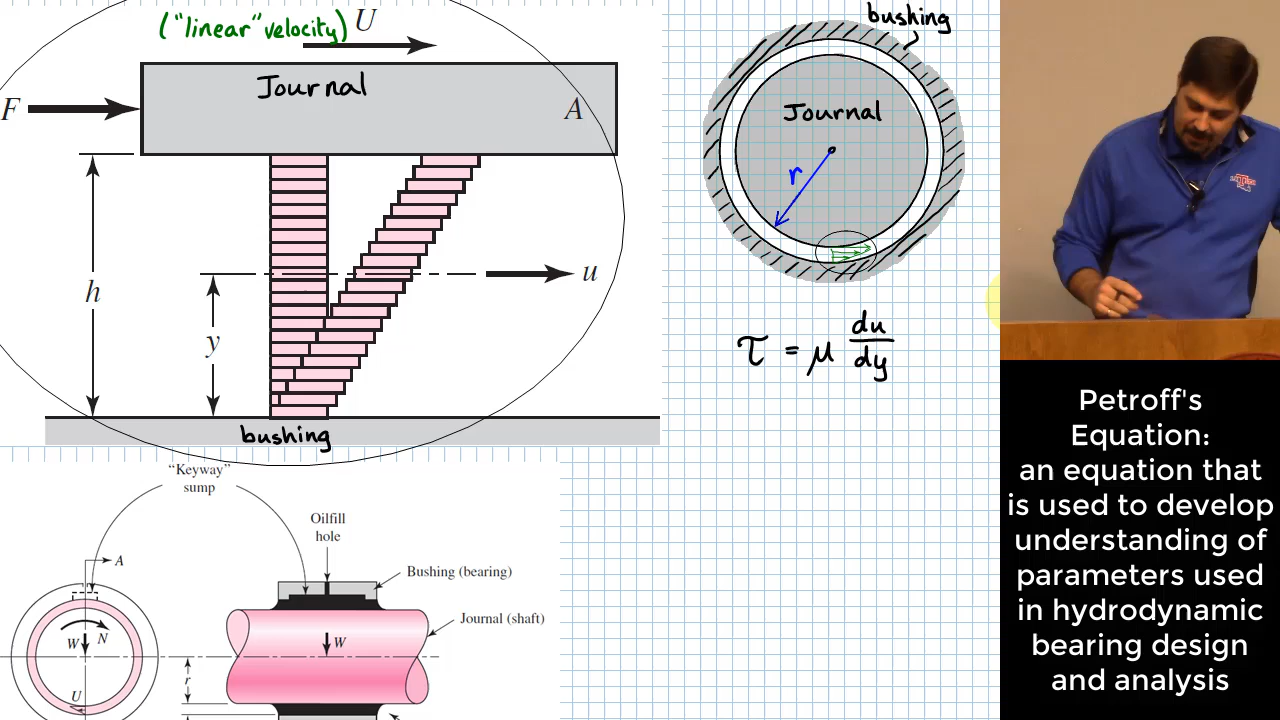 ("linear" velocity) U
Journal
F
A
h
y
u
bushing
bushing
Journal
r
τ = μ du/dy
"Keyway"
sump
Oilfill
hole
A
Bushing (bearing)
Journal (shaft)
W
N
W
r
U
Petroff's
Equation:
an equation that
is used to develop
understanding of
parameters used
in hydrodynamic
bearing design
and analysis